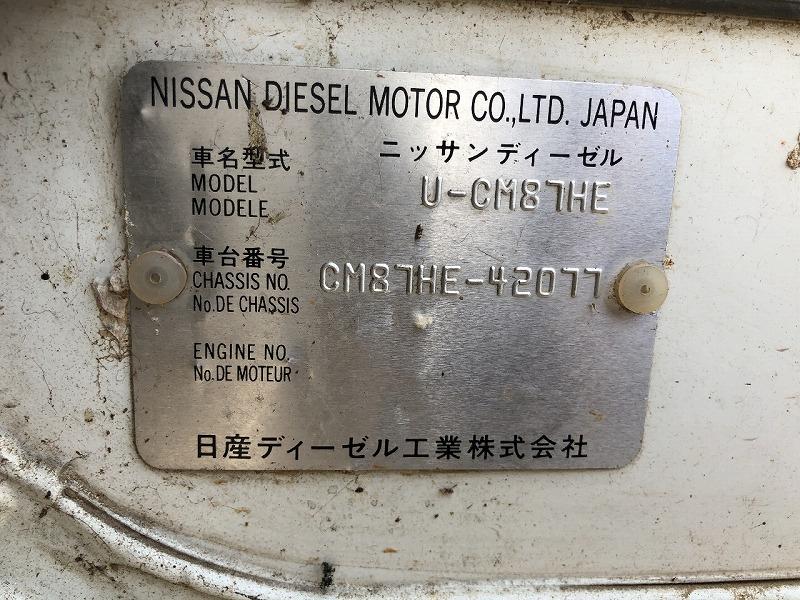 NISSAN DIESEL MOTOR CO.,LTD. JAPAN
車名型式 ニッサンディーゼル
MODEL
MODELE U-CM87HE
車台番号
CHASSIS NO. CM87HE-42077
No.DE CHASSIS
ENGINE NO.
No.DE MOTEUR
日産ディーゼル工業株式会社